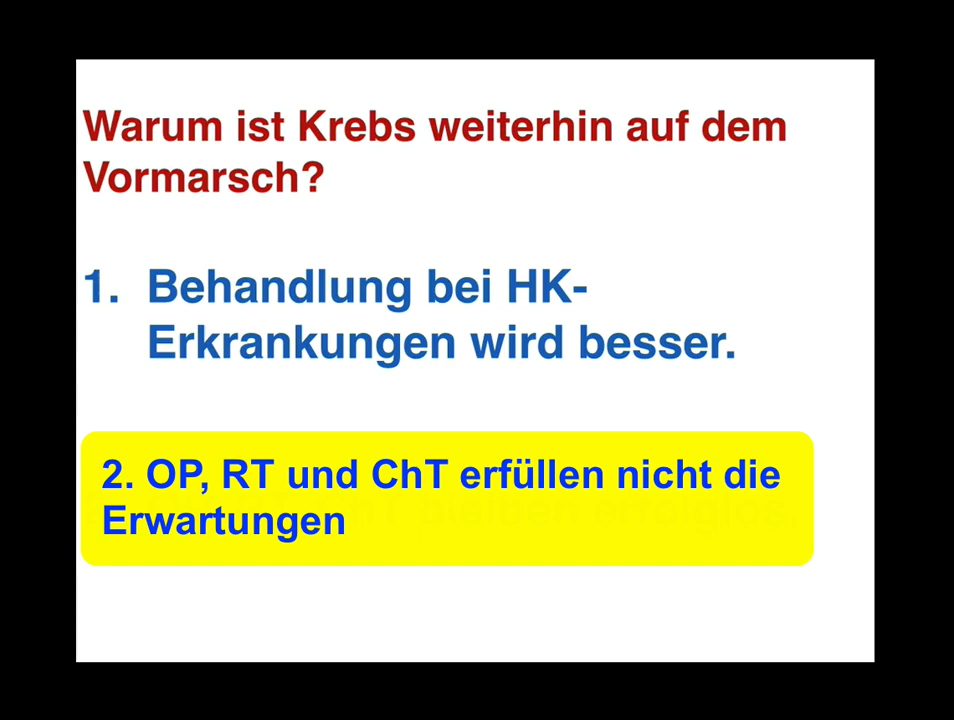 Warum ist Krebs weiterhin auf dem
Vormarsch?
1. Behandlung bei HK-
Erkrankungen wird besser.
2. OP, RT und ChT erfüllen nicht die
Erwartungen